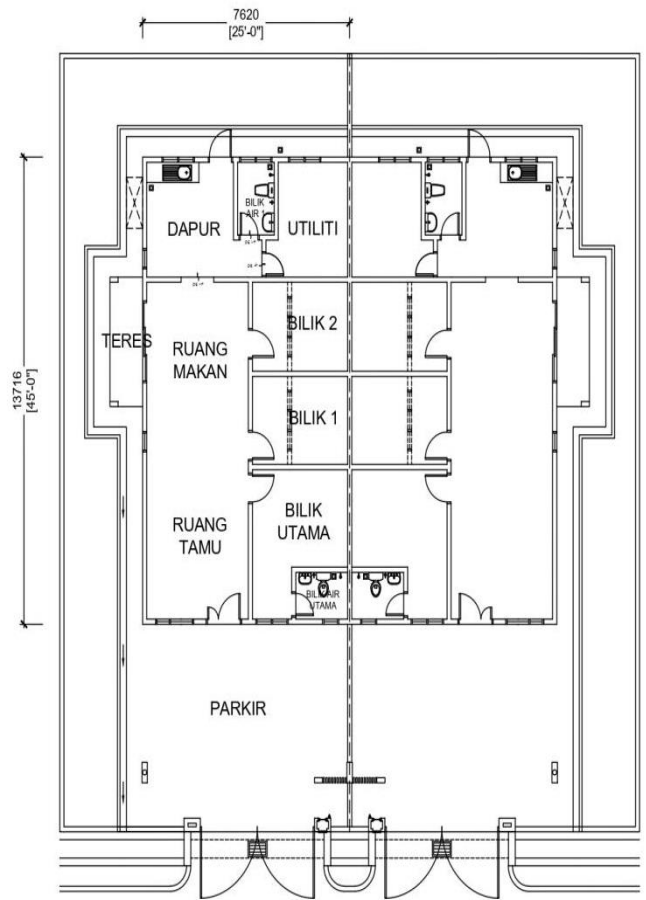 7620
[25'-0"]
13716
[45'-0"]
DAPUR
BILIK
AIR 1
UTILITI
TERES
RUANG
MAKAN
BILIK 2
BILIK 1
RUANG
TAMU
BILIK
UTAMA
BILIK AIR
UTAMA
PARKIR